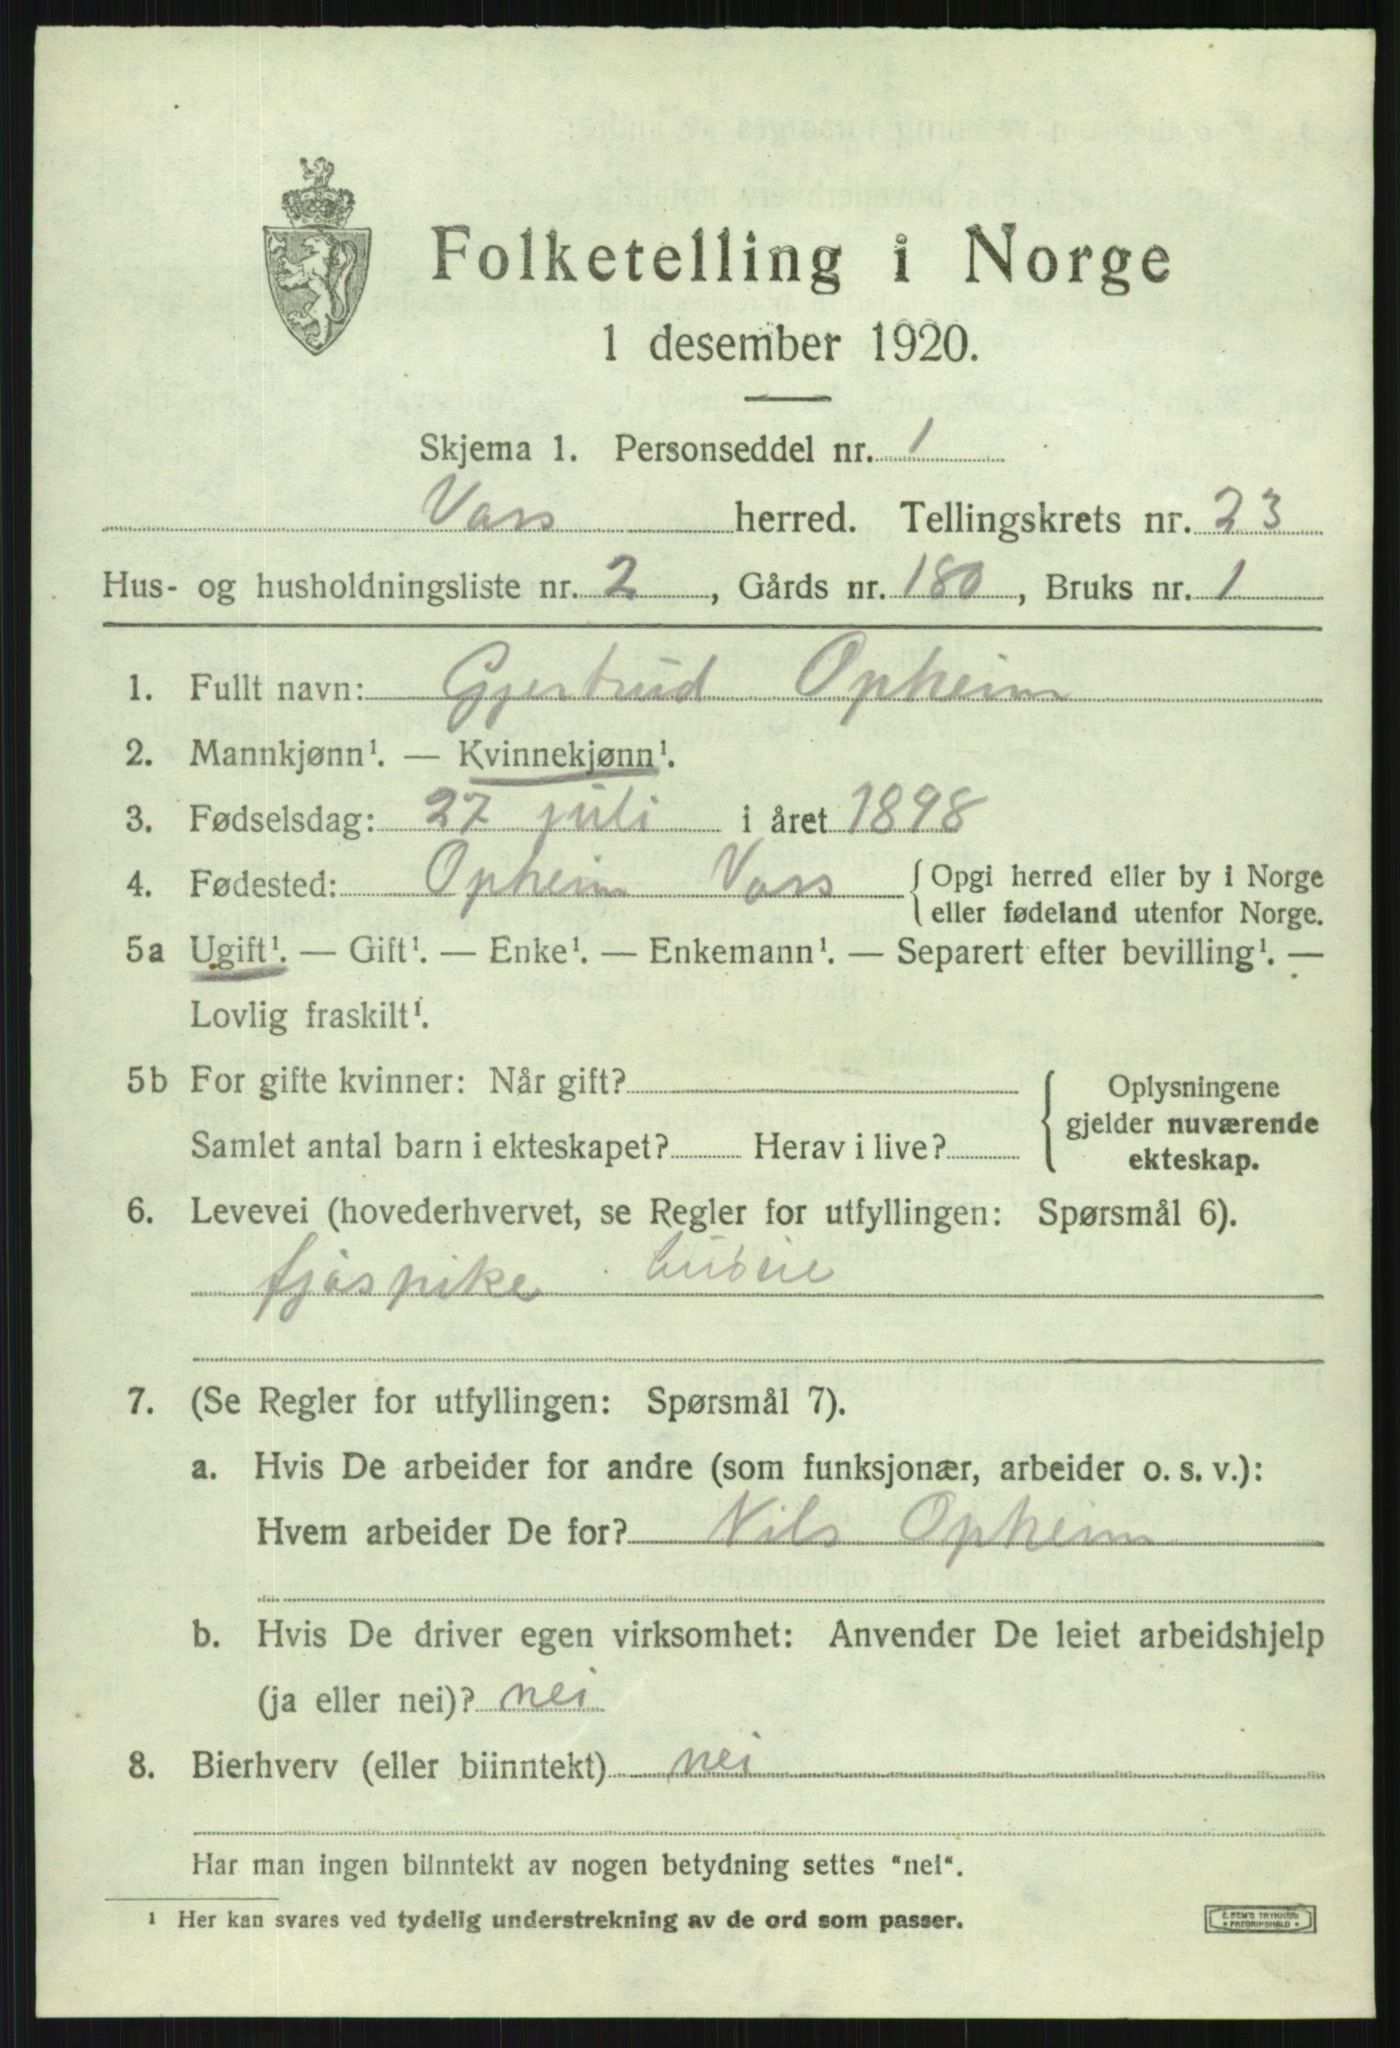 Folketelling i Norge
1 desember 1920.
Skjema 1. Personseddel nr. 1
Voss herred. Tellingskrets nr. 23
Hus- og husholdningsliste nr. 2, Gårds nr. 180, Bruks nr. 1
1. Fullt navn: Gjertrud Opheim
2. Mannkjønn¹. — Kvinnekjønn¹.
3. Fødselsdag: 27 juli i året 1898
4. Fødested: Opheim Voss { Opgi herred eller by i Norge
eller fødeland utenfor Norge.
5a Ugift¹. — Gift¹. — Enke¹. — Enkemann¹. — Separert efter bevilling¹. —
Lovlig fraskilt¹.
5b For gifte kvinner: Når gift?
Samlet antal barn i ekteskapet? Herav i live?
Oplysningene
gjelder nuværende
ekteskap.
6. Levevei (hovederhvervet, se Regler for utfyllingen: Spørsmål 6).
fjøspike
7. (Se Regler for utfyllingen: Spørsmål 7).
a. Hvis De arbeider for andre (som funksjonær, arbeider o. s. v.):
Hvem arbeider De for? Nils Opheim
b. Hvis De driver egen virksomhet: Anvender De leiet arbeidshjelp
(ja eller nei)? nei
8. Bierhverv (eller biinntekt) nei
Har man ingen biinntekt av nogen betydning settes "nei".
¹ Her kan svares ved tydelig understrekning av de ord som passer.